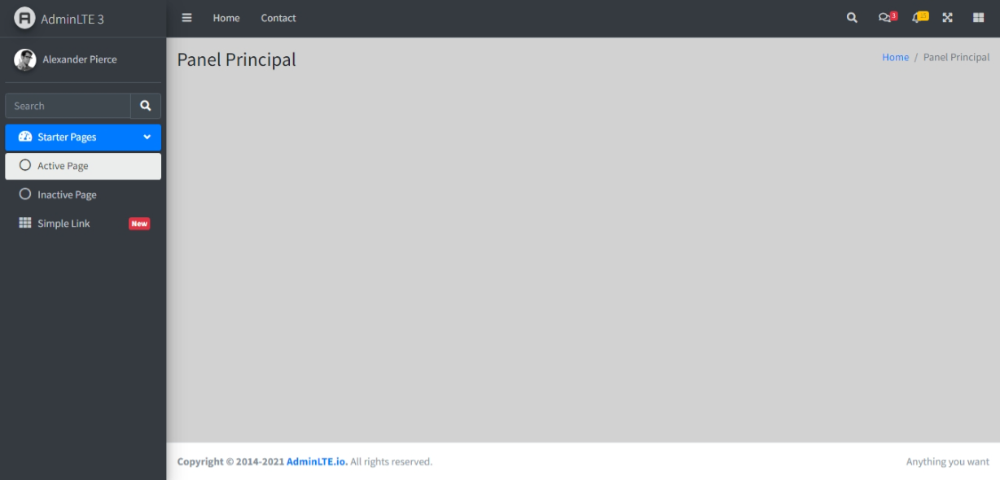 AdminLTE 3
Home
Contact
3
15
Alexander Pierce
Panel Principal
Home / Panel Principal
Search
Starter Pages
Active Page
Inactive Page
Simple Link
New
Copyright © 2014-2021 AdminLTE.io. All rights reserved.
Anything you want